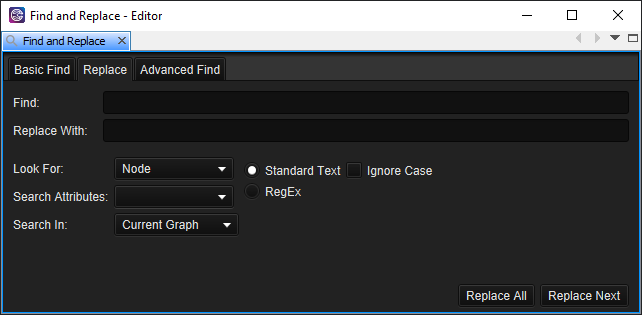 Find and Replace - Editor
Find and Replace
Basic Find Replace Advanced Find
Find:
Replace With:
Look For: Node Standard Text Ignore Case
Search Attributes: RegEx
Search In: Current Graph
Replace All Replace Next